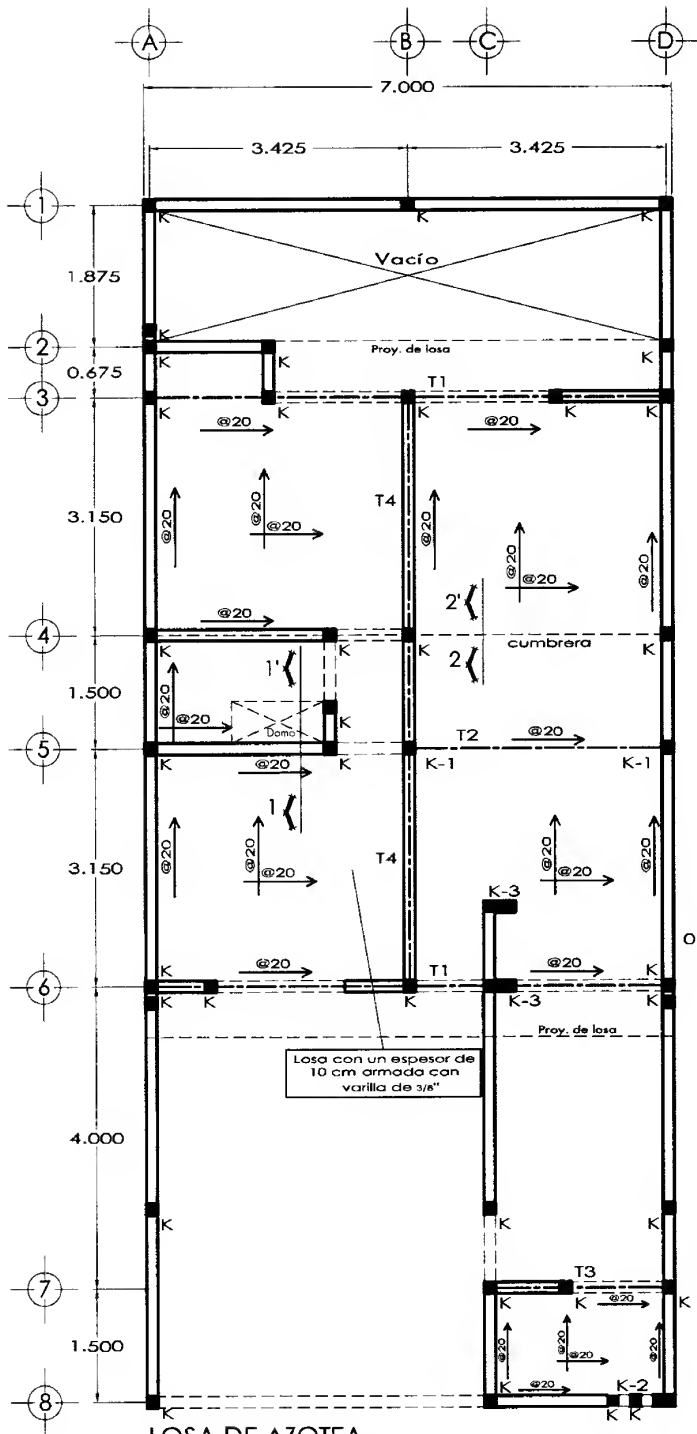 A B C D
7.000
3.425 3.425
1
K K K
1.875
Vacío
K
2
K K K
Proy. de losa
0.675
T1
3
K K K K K
@20 @20
3.150
T4
@20 @20 @20 @20 @20 @20 @20
2'
@20 @20
4
K K K K
cumbrera
1' 2
1.500
@20 @20
Domo
K
T2 @20
5
K K K-1 K-1
@20
1
3.150
T4
@20 @20 @20 @20 @20 @20
K-3
O
@20 T1 @20
K K
6
K K K K-3 K
Proy. de losa
Losa con un espesor de
10 cm armada con
varilla de 3/8"
4.000
K K K
T3
7
K K K
@20
1.500
@20 @20 @20 @20
K @20 K-2
8
K K K
LOSA DE AZOTEA